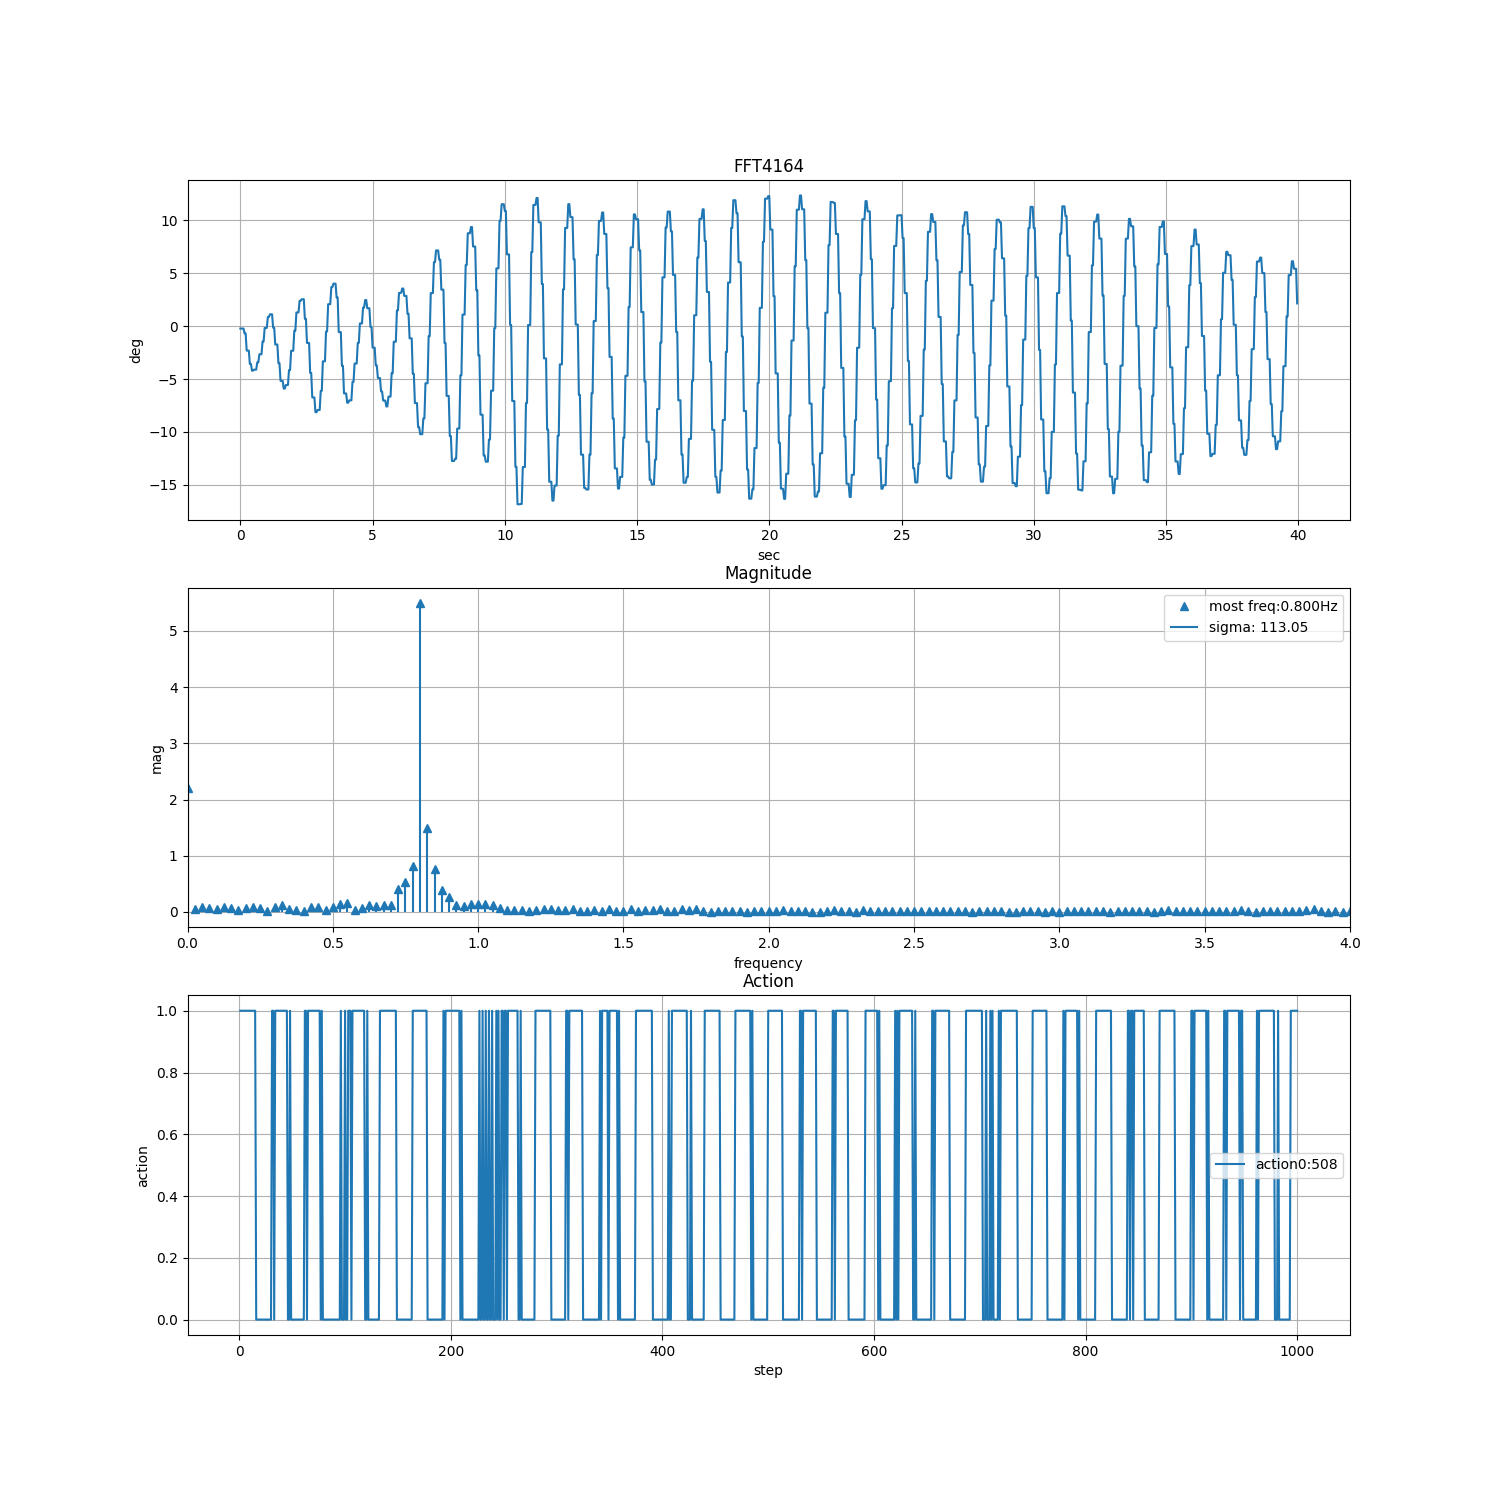 FFT4164
10
5
0
−5
−10
−15
deg
0 5 10 15 20 25 30 35 40
sec
Magnitude
most freq:0.800Hz
sigma: 113.05
5
4
3
2
1
0
mag
0.0 0.5 1.0 1.5 2.0 2.5 3.0 3.5 4.0
frequency
Action
1.0
0.8
0.6
0.4
0.2
0.0
action
action0:508
0 200 400 600 800 1000
step